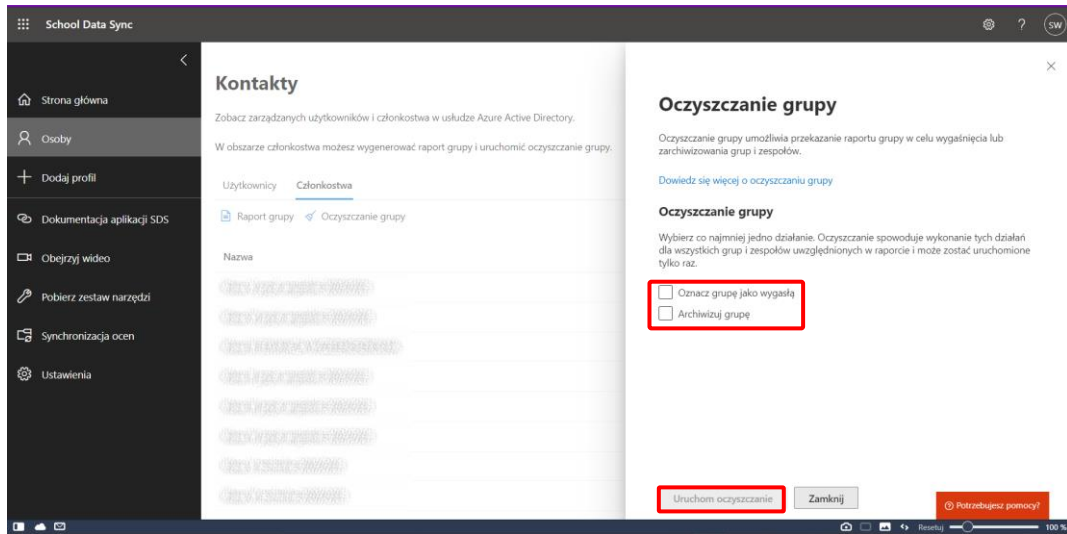 School Data Sync
?
SW
Strona główna
Osoby
Dodaj profil
Dokumentacja aplikacji SDS
Obejrzyj wideo
Pobierz zestaw narzędzi
Synchronizacja ocen
Ustawienia
Kontakty
Zobacz zarządzanych użytkowników i członkostwa w usłudze Azure Active Directory.
W obszarze członkostwa możesz wygenerować raport grupy i uruchomić oczyszczanie grupy.
Użytkownicy Członkostwa
Raport grupy Oczyszczanie grupy
Nazwa
Oczyszczanie grupy
Oczyszczanie grupy umożliwia przekazanie raportu grupy w celu wygaśnięcia lub
zarchiwizowania grup i zespołów.
Dowiedz się więcej o oczyszczaniu grupy
Oczyszczanie grupy
Wybierz co najmniej jedno działanie. Oczyszczanie spowoduje wykonanie tych działań
dla wszystkich grup i zespołów uwzględnionych w raporcie i może zostać uruchomione
tylko raz.
Oznacz grupę jako wygasłą
Archiwizuj grupę
Uruchom oczyszczanie Zamknij
Potrzebujesz pomocy?
Resetuj 100 %